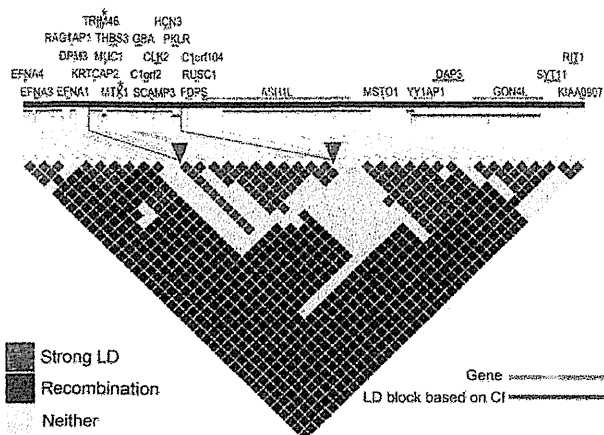 TRIM46 HCN3
RAG1AP1 THBS3 GBA PKLR
DPM3 MUC1 CLK2 C1orf104 RIT1
EFNA4 KRTCAP2 C1orf2 RUSC1 DAP3 SYT11
EFNA3 EFNA1 MTX1 SCAMP3 FDPS ASH1L MSTO1 YY1AP1 GON4L KIAA0907
Strong LD
Recombination
Neither
Gene
LD block based on CI